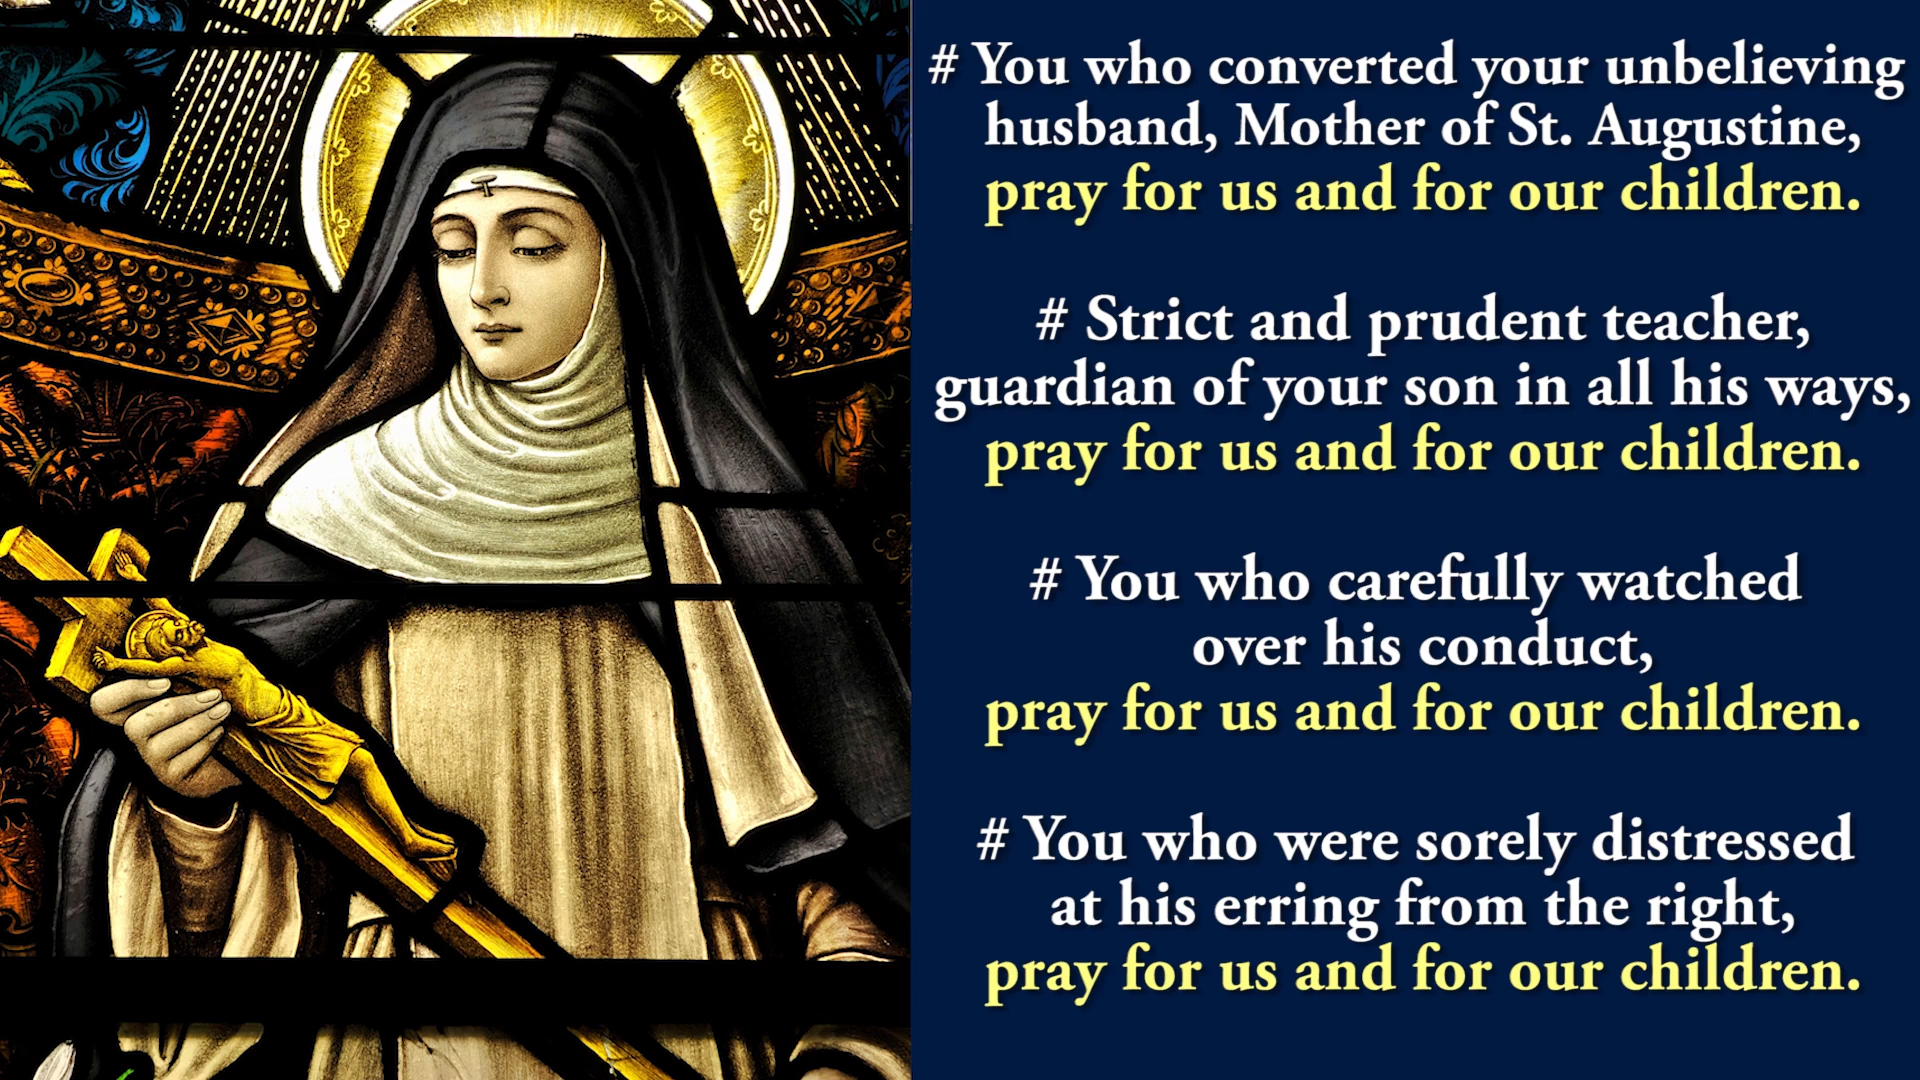 # You who converted your unbelieving
husband, Mother of St. Augustine,
pray for us and for our children.
# Strict and prudent teacher,
guardian of your son in all his ways,
pray for us and for our children.
# You who carefully watched
over his conduct,
pray for us and for our children.
# You who were sorely distressed
at his erring from the right,
pray for us and for our children.